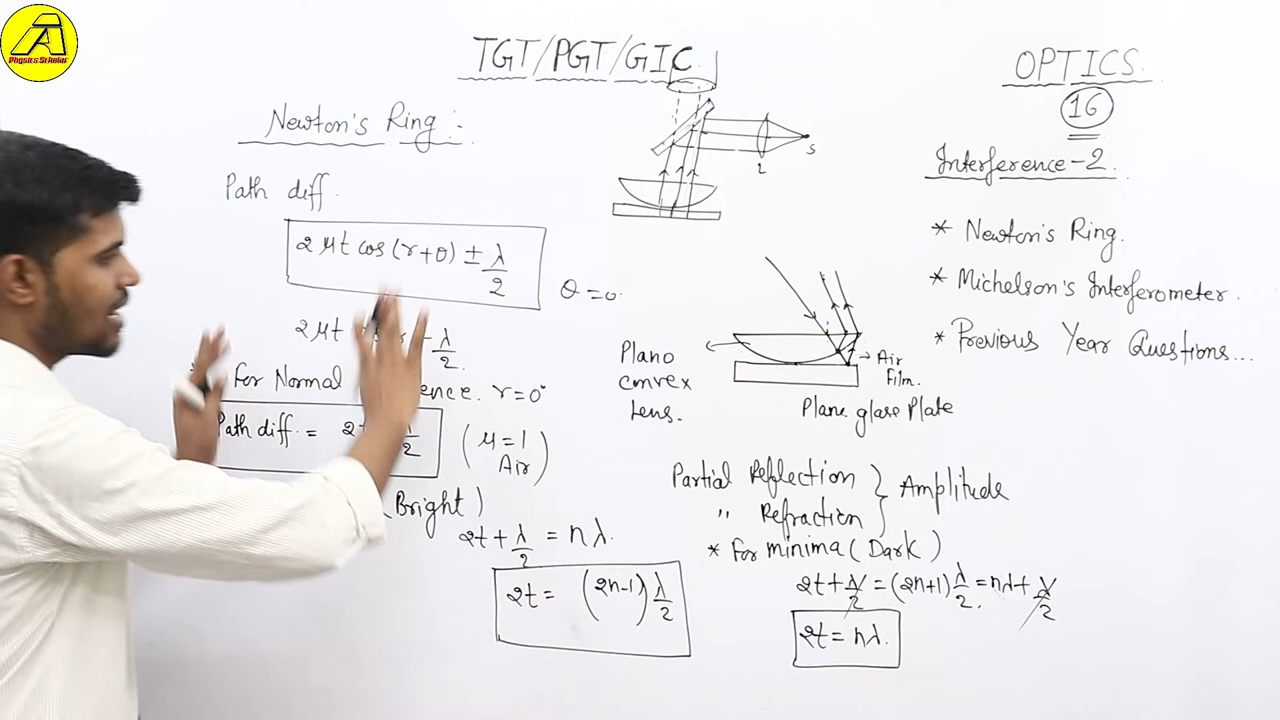 A
Physics Scholar
TGT/PGT/GIC
OPTICS
16
Newton's Ring :-
Interference-2
Path diff.
2μt cos(r+θ) ± λ/2
θ = 0
S
L
* Newton's Ring.
* Michelson's Interferometer.
* Previous Year Questions...
2μt λ/2
For Normal r=0°
Path diff. = λ/2
(μ=1 Air)
Plano convex Lens.
Air Film.
Plane glass Plate
Partial Reflection
" Refraction } Amplitude
(Bright)
2t + λ/2 = nλ.
2t = (2n-1) λ/2
* For minima (Dark)
2t + λ/2 = (2n+1) λ/2 = nλ + λ/2
2t = nλ.